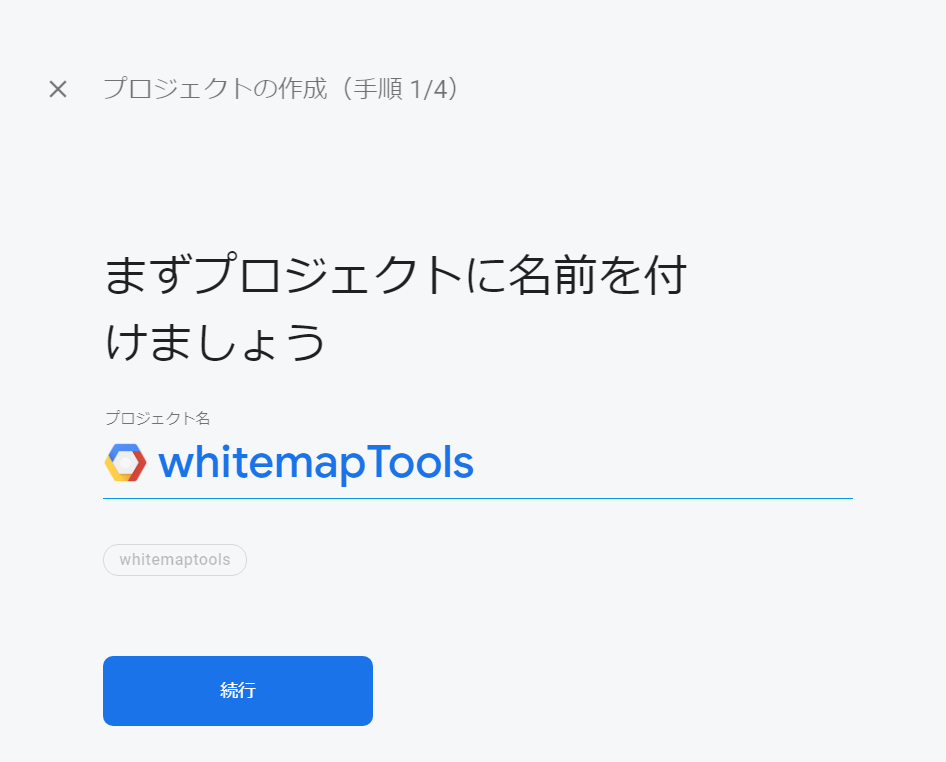 プロジェクトの作成（手順 1/4）
まずプロジェクトに名前を付
けましょう
プロジェクト名
whitemapTools
whitemaptools
続行